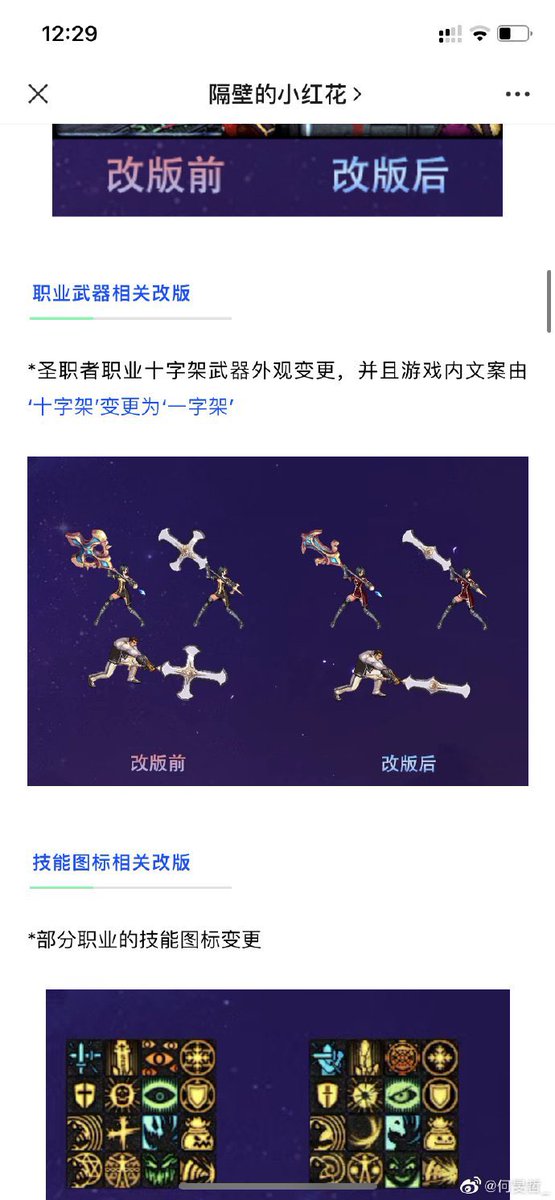 12:29
隔壁的小红花
改版前 改版后
职业武器相关改版
*圣职者职业十字架武器外观变更，并且游戏内文案由
‘十字架’变更为‘一字架’
改版前 改版后
技能图标相关改版
*部分职业的技能图标变更
@何旻哲_